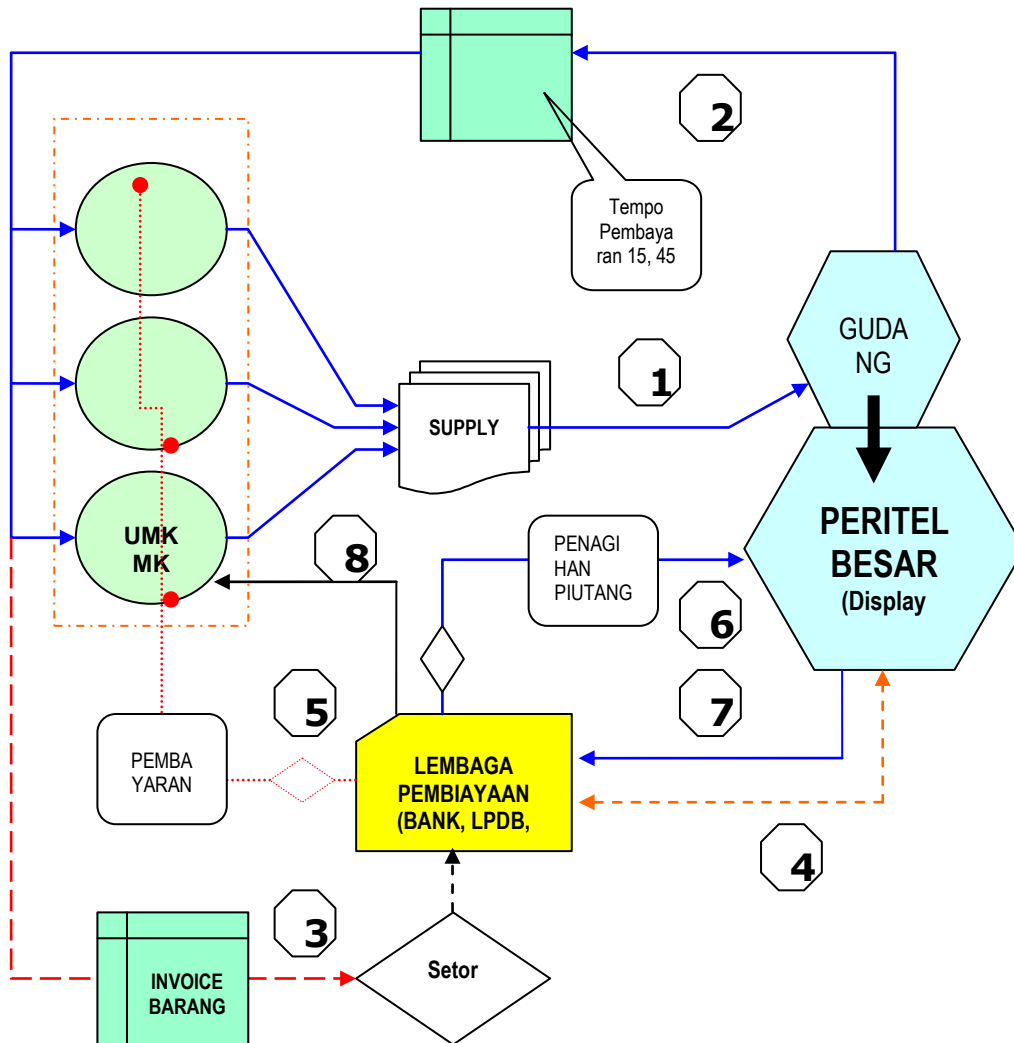 2
Tempo
Pembaya
ran 15, 45
GUDA
NG
1
SUPPLY
PERITEL
BESAR
(Display
UMK
MK
8
PENAGI
HAN
PIUTANG
6
5
7
PEMBA
YARAN
LEMBAGA
PEMBIAYAAN
(BANK, LPDB,
4
3
INVOICE
BARANG
Setor